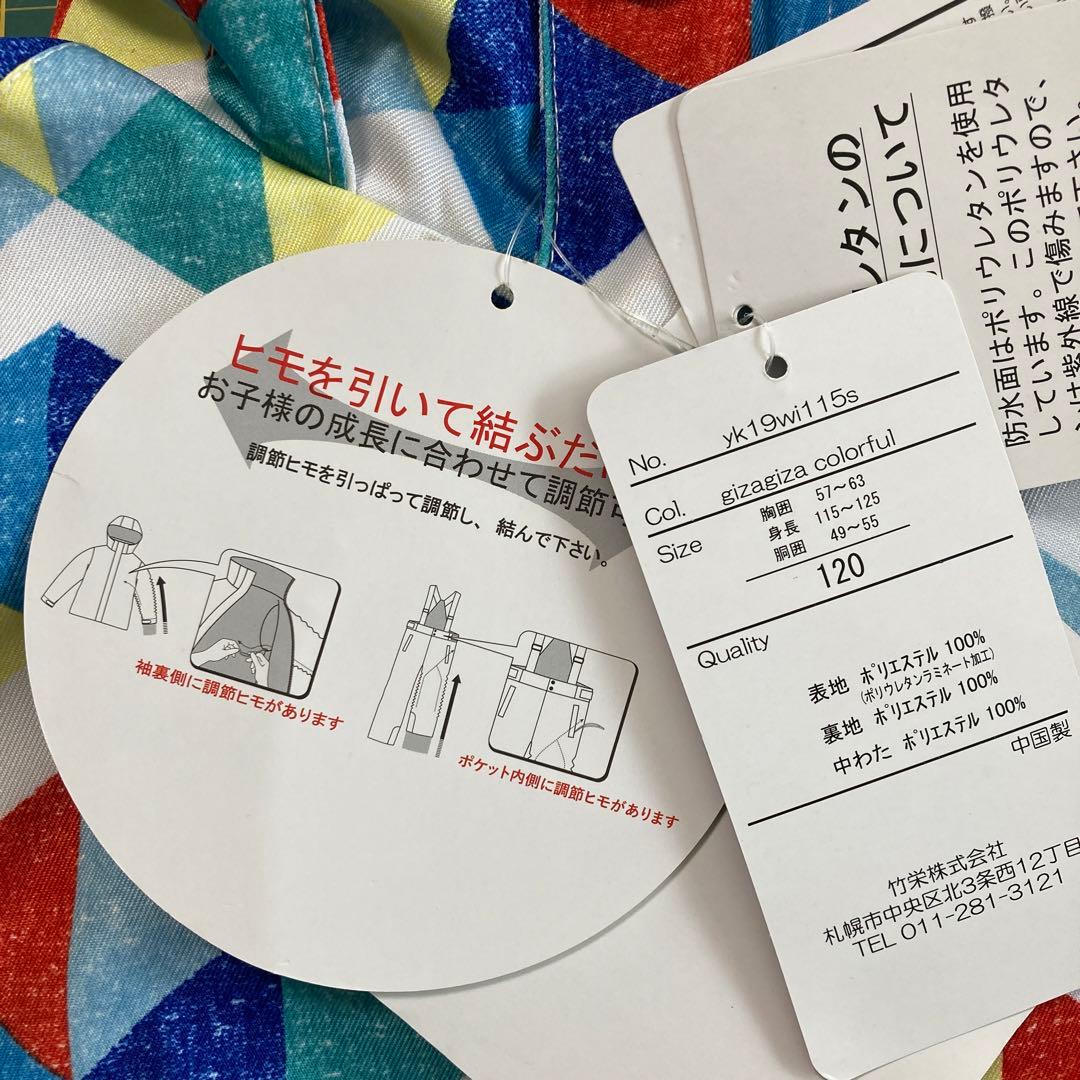 ヒモを引いて結ぶだ
お子様の成長に合わせて調節
調節ヒモを引っぱって調節し、結んで下さい。
袖裏側に調節ヒモがあります
ポケット内側に調節ヒモがあります
No. yk19wi115s
Col. gizagiza colorful
Size
胸囲 57〜63
身長 115〜125
胴囲 49〜55
120
Quality
表地 ポリエステル 100%
(ポリウレタンラミネート加工)
裏地 ポリエステル 100%
中わた ポリエステル 100%
中国製
竹栄株式会社
札幌市中央区北3条西12丁目
TEL 011-281-3121
レタンの
について
防水面はポリウレタンを使用
しています。このポリウレタ
は紫外線で傷みますので、